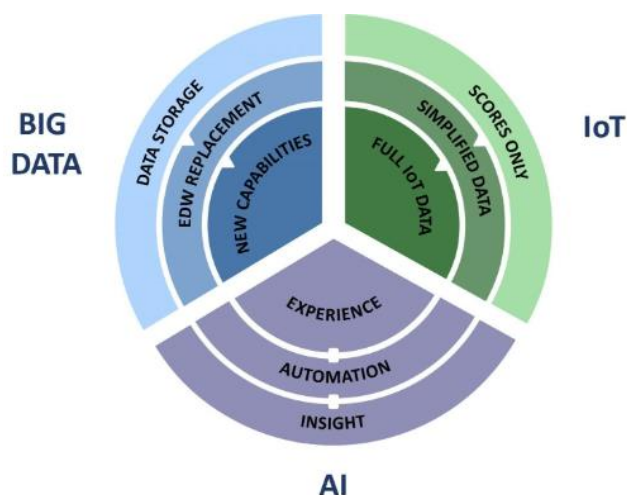 BIG
DATA
DATA STORAGE
EDW REPLACEMENT
NEW CAPABILITIES
IoT
SCORES ONLY
SIMPLIFIED DATA
FULL IoT DATA
EXPERIENCE
AUTOMATION
INSIGHT
AI